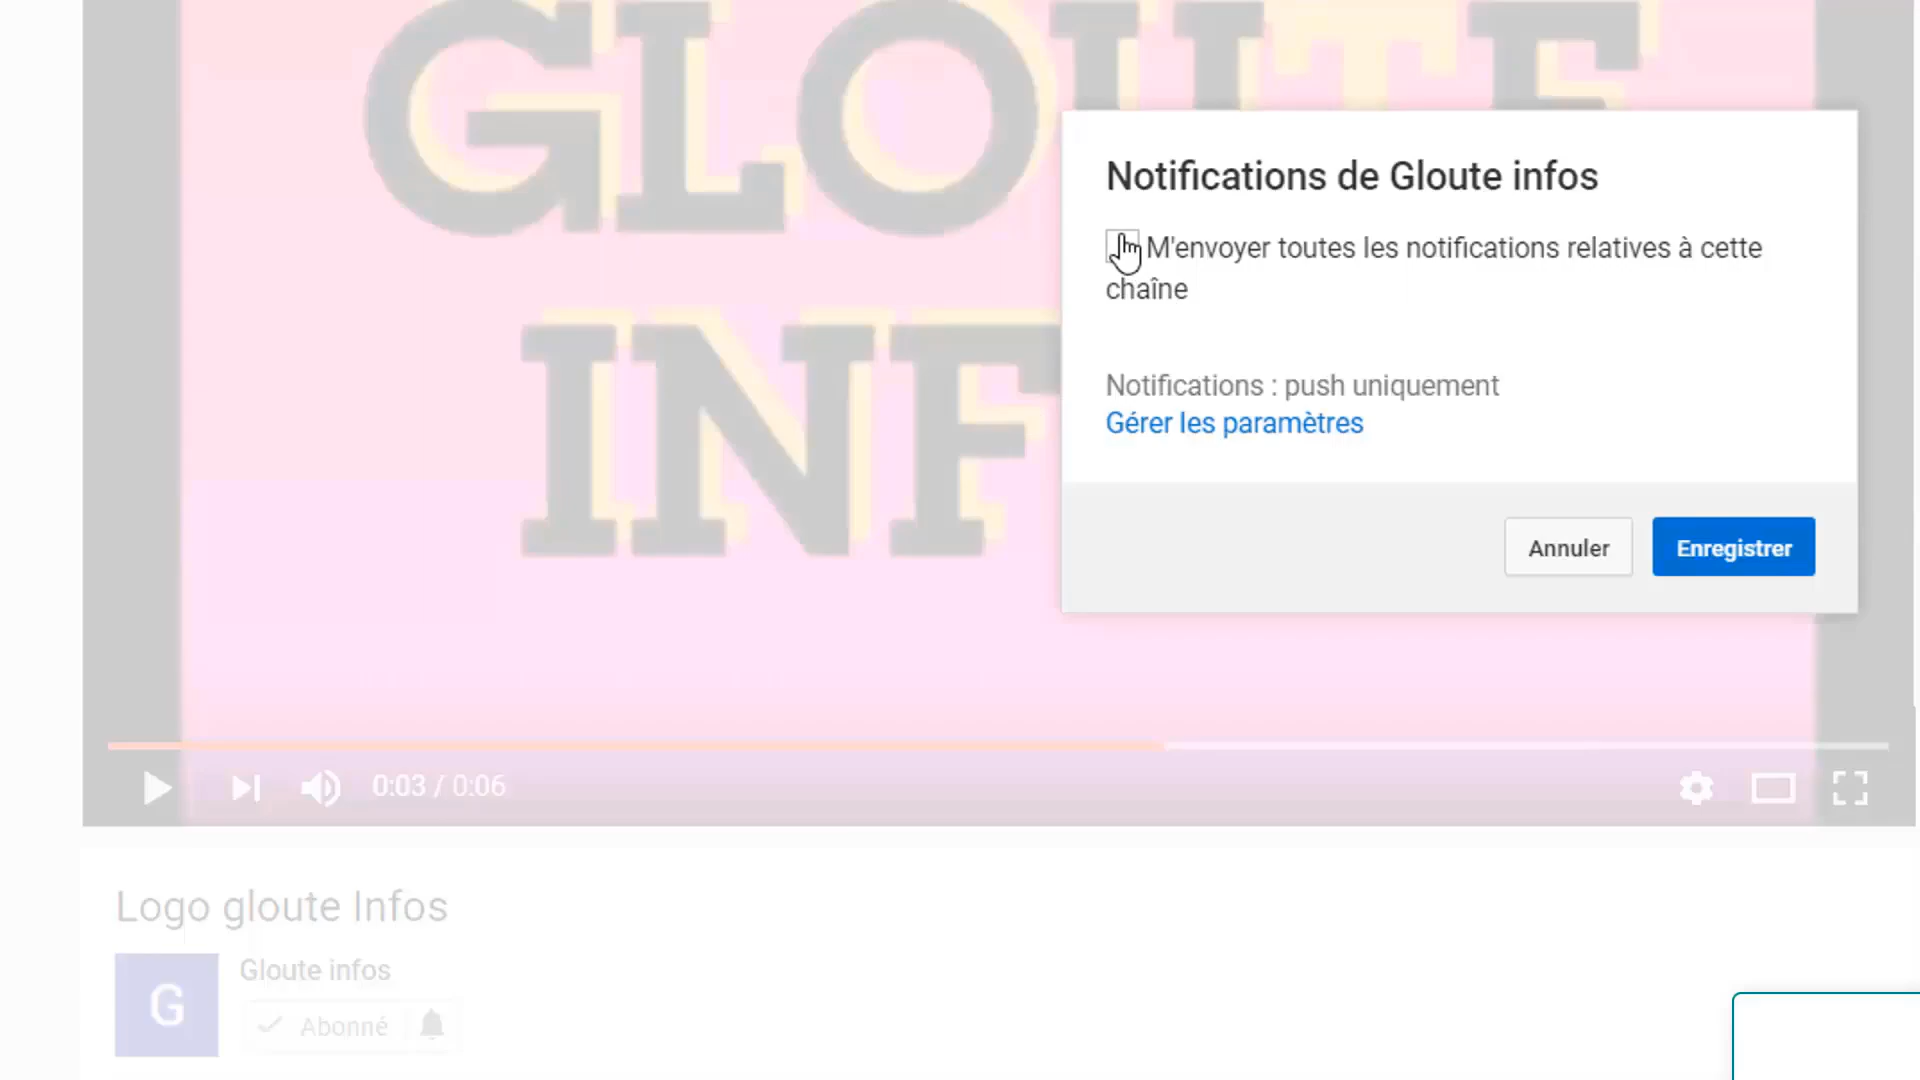 GLOUTE
INF
Notifications de Gloute infos
M'envoyer toutes les notifications relatives à cette
chaîne
Notifications : push uniquement
Gérer les paramètres
Annuler
Enregistrer
0:03 / 0:06
Logo gloute Infos
G
Gloute infos
Abonné